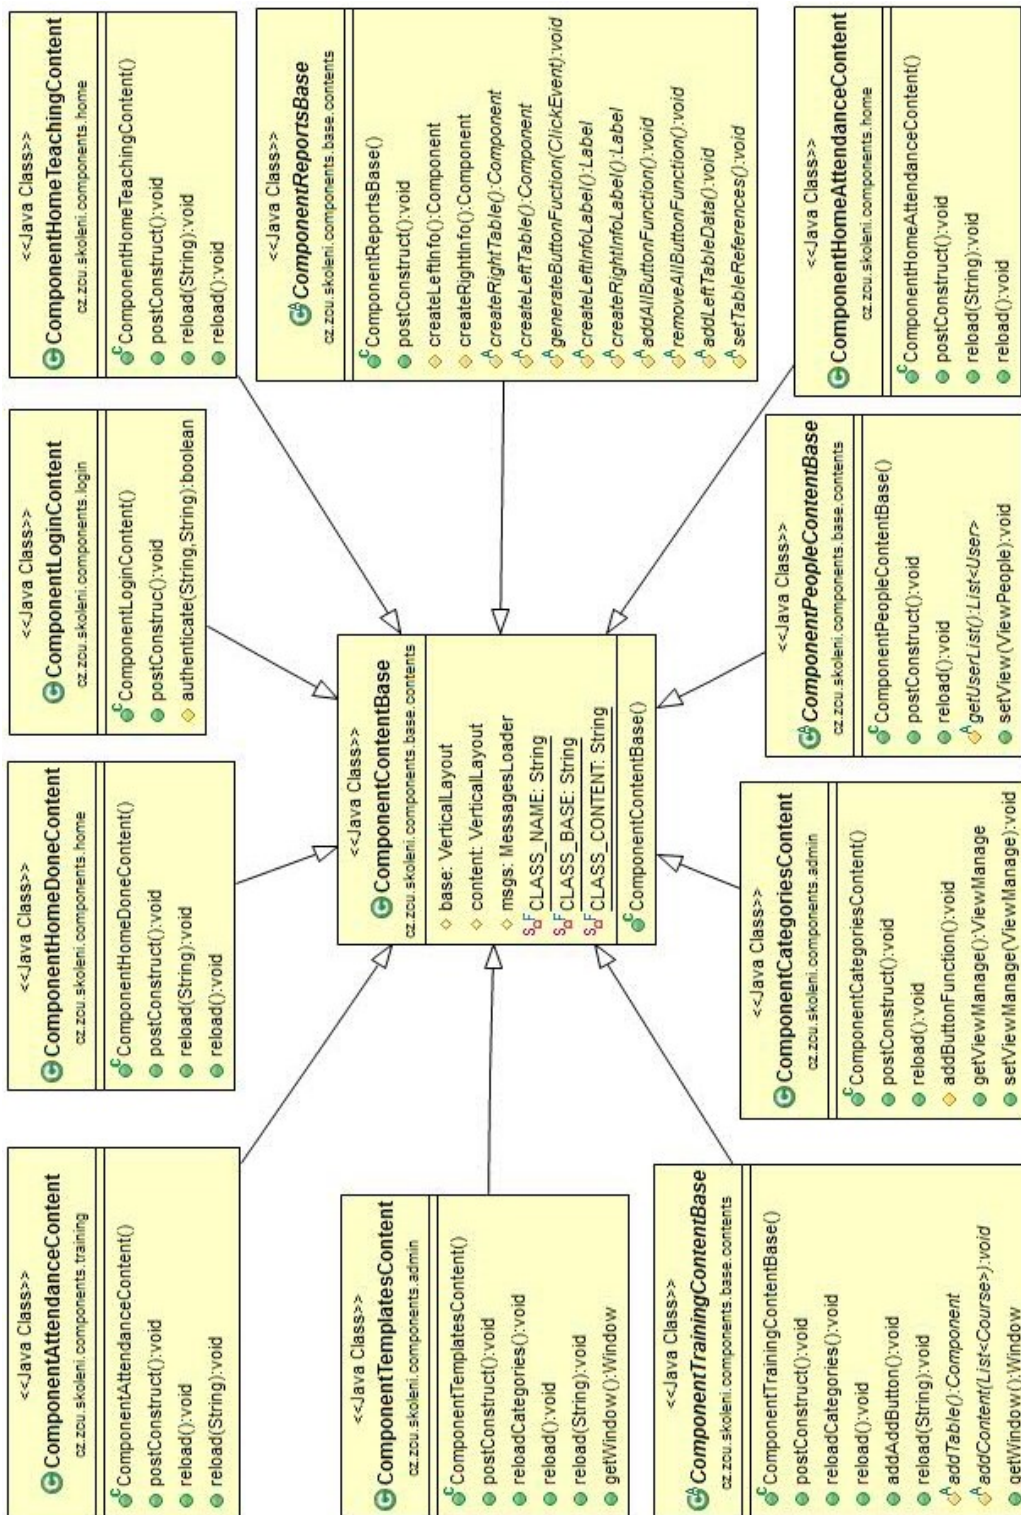 <<Java Class>>
ComponentAttendanceContent
cz.zcu.skoleni.components.training
ComponentAttendanceContent()
postConstruct():void
reload():void
reload(String):void
<<Java Class>>
ComponentHomeDoneContent
cz.zcu.skoleni.components.home
ComponentHomeDoneContent()
postConstruct():void
reload(String):void
reload():void
<<Java Class>>
ComponentLoginContent
cz.zcu.skoleni.components.login
ComponentLoginContent()
postConstruc():void
authenticate(String,String):boolean
<<Java Class>>
ComponentHomeTeachingContent
cz.zcu.skoleni.components.home
ComponentHomeTeachingContent()
postConstruct():void
reload(String):void
reload():void
<<Java Class>>
ComponentTemplatesContent
cz.zcu.skoleni.components.admin
ComponentTemplatesContent()
postConstruct():void
reloadCategories():void
reload():void
reload(String):void
getWindow():Window
<<Java Class>>
ComponentContentBase
cz.zcu.skoleni.components.base.contents
base: VerticalLayout
content: VerticalLayout
msgs: MessagesLoader
CLASS_NAME: String
CLASS_BASE: String
CLASS_CONTENT: String
ComponentContentBase()
<<Java Class>>
ComponentReportsBase
cz.zcu.skoleni.components.base.contents
ComponentReportsBase()
postConstruct():void
createLeftInfo():Component
createRightInfo():Component
createRightTable():Component
createLeftTable():Component
generateButtonFuction(ClickEvent):void
createLeftInfoLabel():Label
createRightInfoLabel():Label
addAllButtonFunction():void
removeAllButtonFunction():void
addLeftTableData():void
setTableReferences():void
<<Java Class>>
ComponentTrainingContentBase
cz.zcu.skoleni.components.base.contents
ComponentTrainingContentBase()
postConstruct():void
reloadCategories():void
reload():void
addAddButton():void
reload(String):void
addTable():Component
addContent(List<Course>):void
getWindow():Window
<<Java Class>>
ComponentCategoriesContent
cz.zcu.skoleni.components.admin
ComponentCategoriesContent()
postConstruct():void
reload():void
addButtonFunction():void
getViewManage():ViewManage
setViewManage(ViewManage):void
<<Java Class>>
ComponentPeopleContentBase
cz.zcu.skoleni.components.base.contents
ComponentPeopleContentBase()
postConstruct():void
reload():void
getUserList():List<User>
setView(ViewPeople):void
<<Java Class>>
ComponentHomeAttendanceContent
cz.zcu.skoleni.components.home
ComponentHomeAttendanceContent()
postConstruct():void
reload(String):void
reload():void